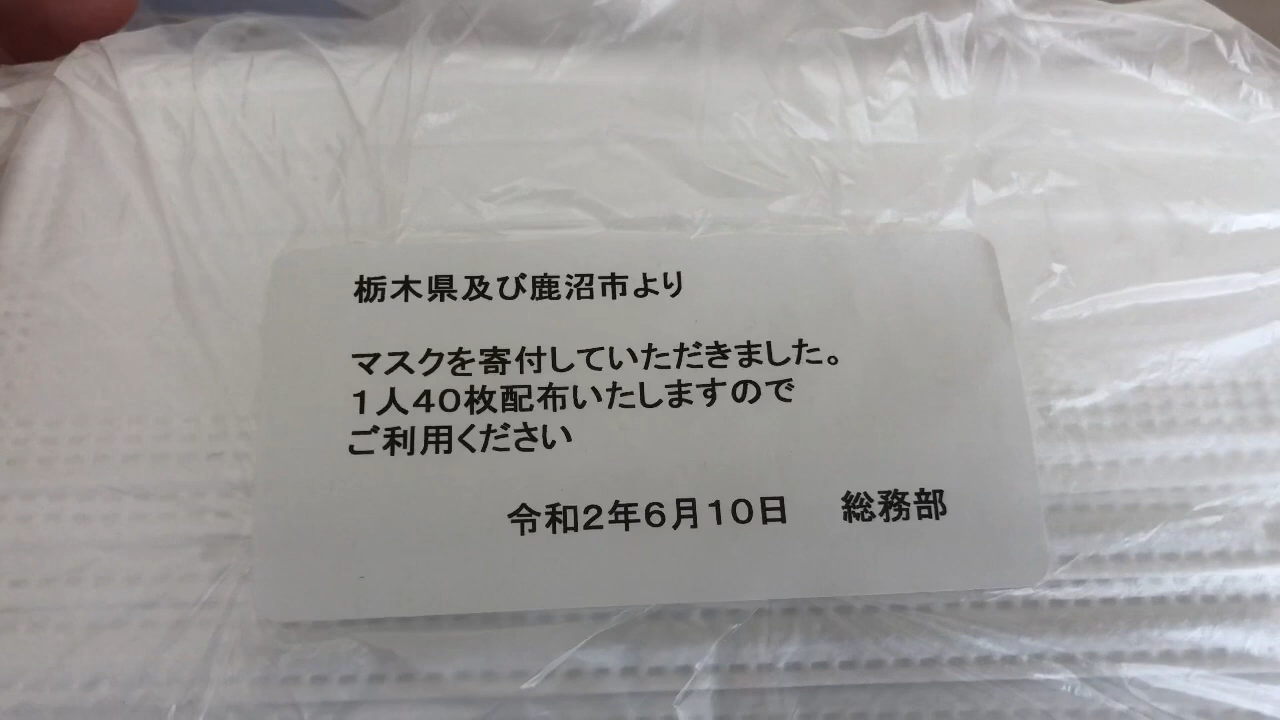 栃木県及び鹿沼市より
マスクを寄付していただきました。
1人40枚配布いたしますので
ご利用ください
令和2年6月10日　総務部